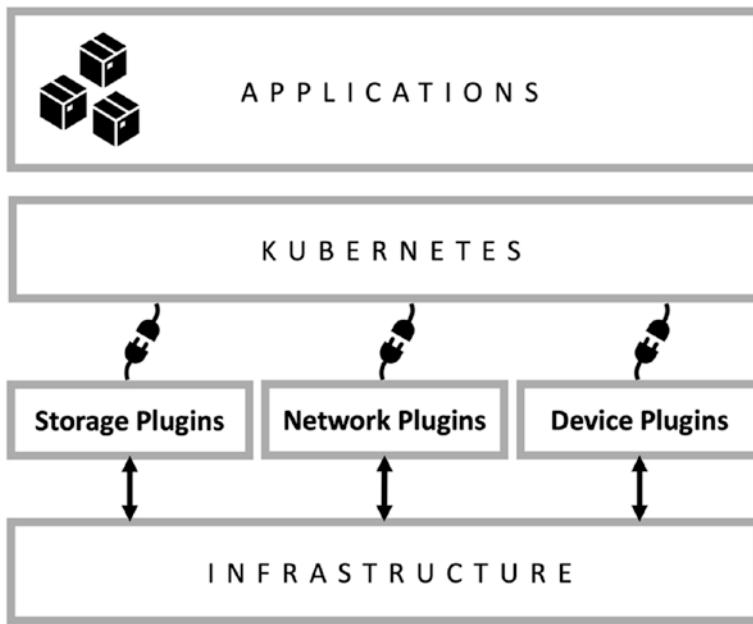 APPLICATIONS
KUBERNETES
Storage Plugins
Network Plugins
Device Plugins
INFRASTRUCTURE